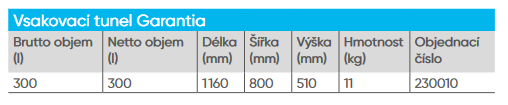 Vsakovací tunel Garantia
Brutto objem Netto objem Délka Šířka Výška Hmotnost Objednací
(l) (l) (mm) (mm) (mm) (kg) číslo
300 300 1160 800 510 11 230010